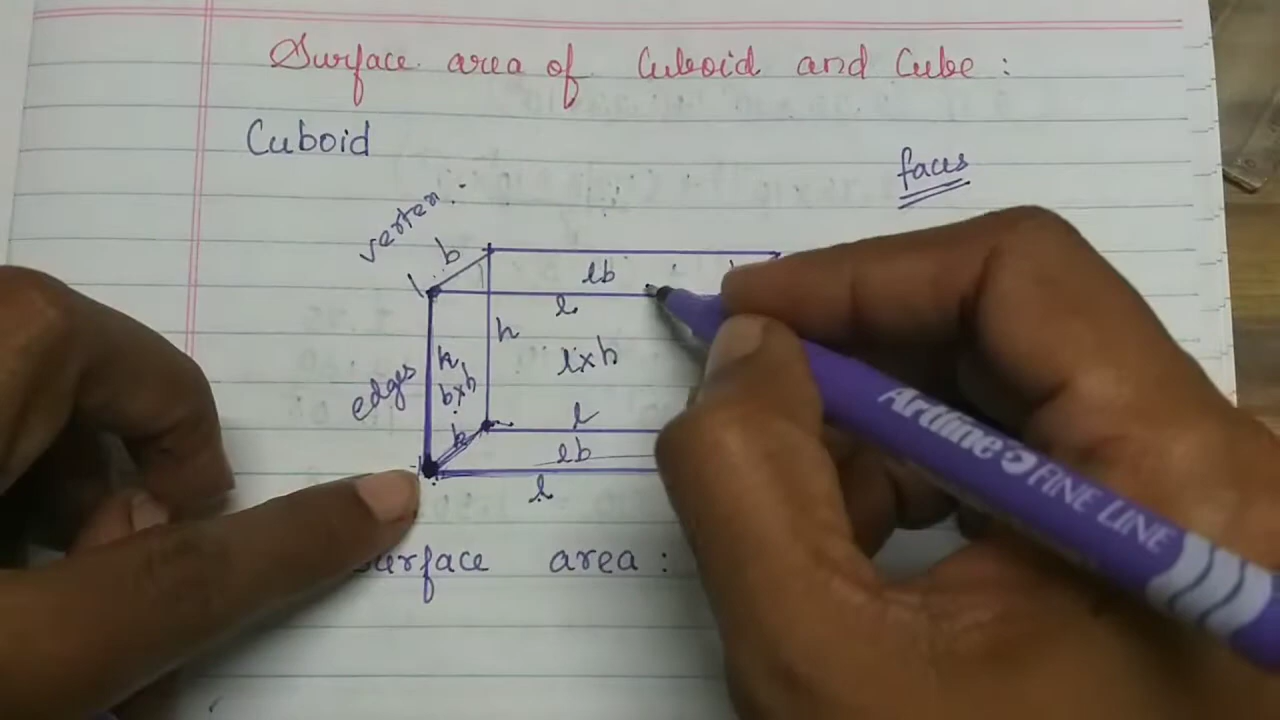 Surface area of Cuboid and Cube :
Cuboid
faces
vertex
b
lb
l
h
h
l×h
edges
b×h
l
b
lb
l
Surface area :
Artline FINE LINE